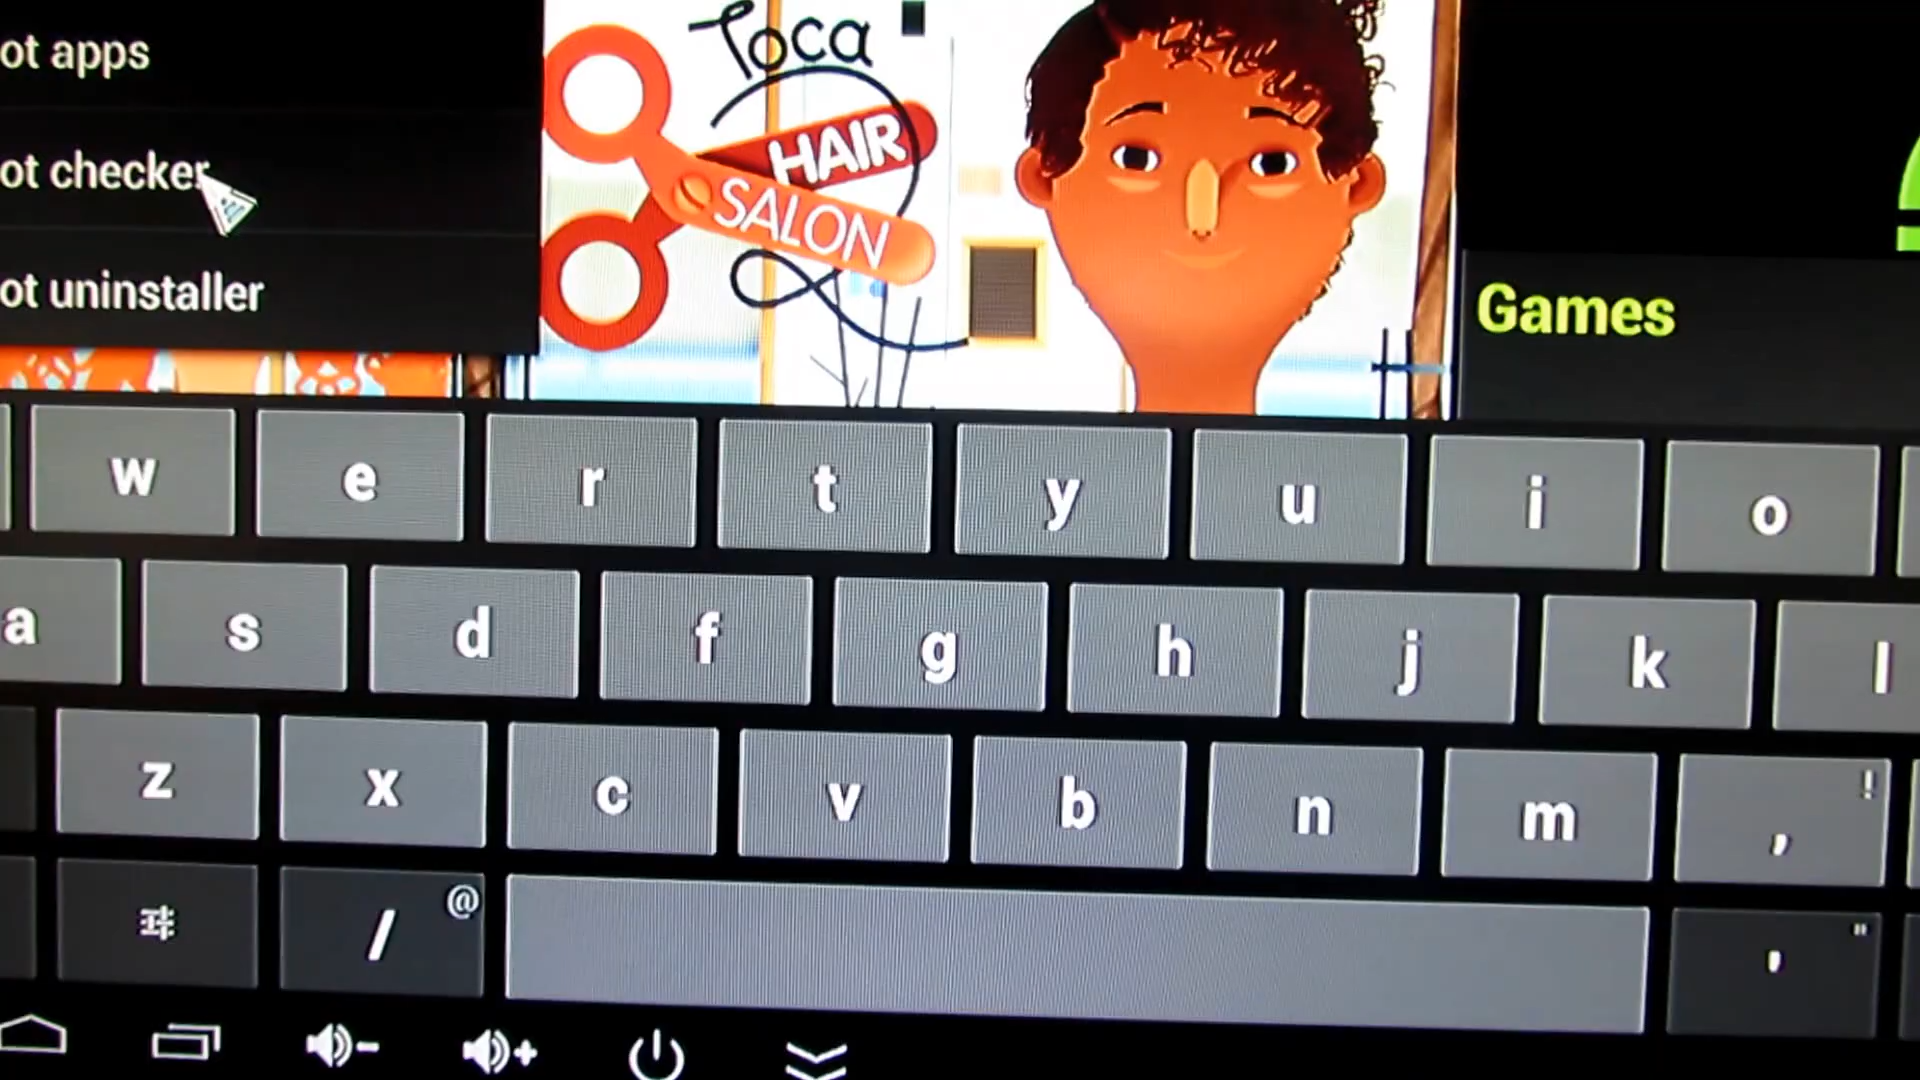 ot apps
ot checker
ot uninstaller
Toca
HAIR
SALON
Games
w e r t y u i o
a s d f g h j k l
z x c v b n m , !
/ @ ' "